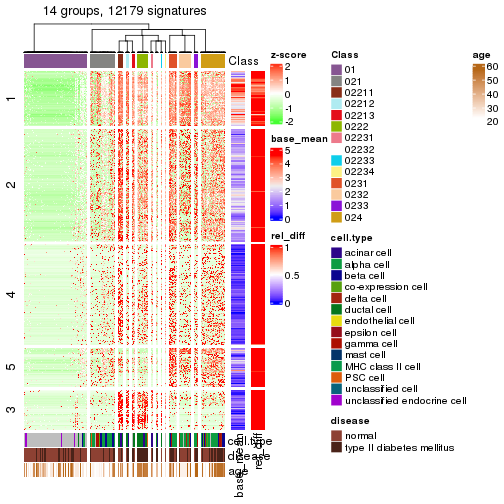 14 groups, 12179 signatures
Class
1
2
4
5
3
cell.type
disease
age
base_mean
rel_diff
z-score
2
1
0
-1
-2
base_mean
5
4
3
2
1
0
rel_diff
1
0.5
0
Class
01
021
02211
02212
02213
0222
02231
02232
02233
02234
0231
0232
0233
024
cell.type
acinar cell
alpha cell
beta cell
co-expression cell
delta cell
ductal cell
endothelial cell
epsilon cell
gamma cell
mast cell
MHC class II cell
PSC cell
unclassified cell
unclassified endocrine cell
disease
normal
type II diabetes mellitus
age
60
50
40
30
20